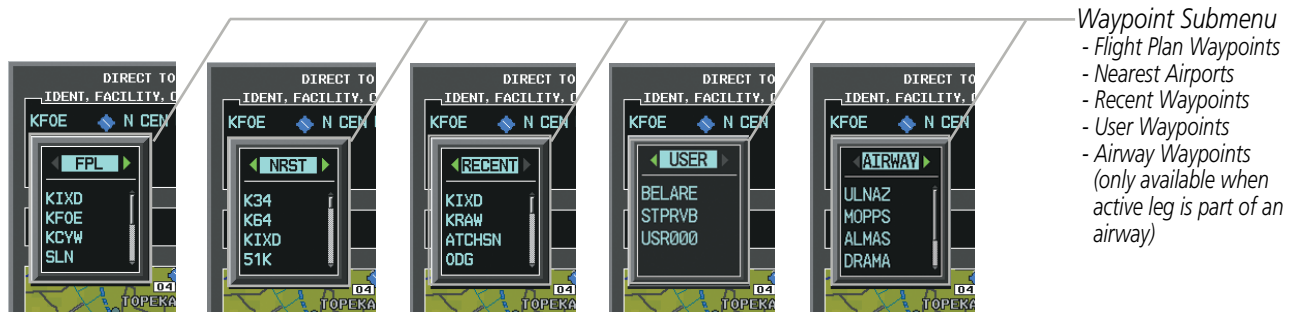 Waypoint Submenu
- Flight Plan Waypoints
- Nearest Airports
- Recent Waypoints
- User Waypoints
- Airway Waypoints
(only available when
active leg is part of an
airway)
DIRECT TO
IDENT, FACILITY, C
KFOE N CEN
FPL
KIXD
KFOE
KCYW
SLN
04
TOPEKA
DIRECT TO
IDENT, FACILITY, C
KFOE N CEN
NRST
K34
K64
KIXD
51K
04
TOPEKA
DIRECT TO
IDENT, FACILITY, C
KFOE N CEN
RECENT
KIXD
KRAW
ATCHSN
ODG
04
TOPEKA
DIRECT TO
IDENT, FACILITY, C
KFOE N CEN
USER
BELARE
STPRVB
USR000
04
TOPEKA
DIRECT TO
IDENT, FACILITY, C
KFOE N CEN
AIRWAY
ULNAZ
MOPPS
ALMAS
DRAMA
04
TOPEKA